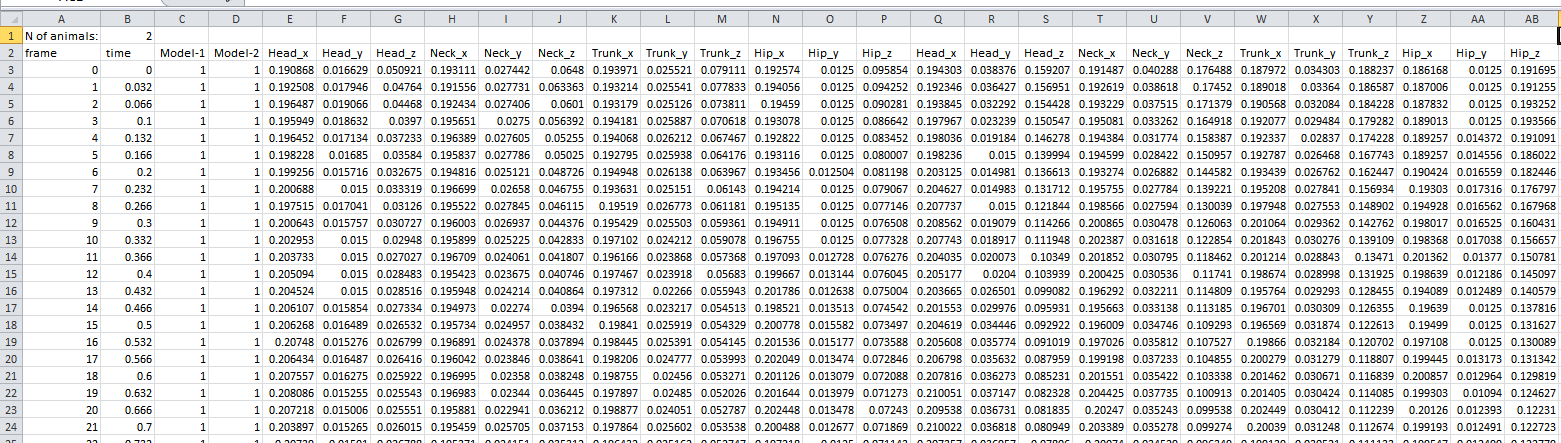 A B C D E F G H I J K L M N O P Q R S T U V W X Y Z AA AB
1 N of animals: 2
2 frame time Model-1 Model-2 Head_x Head_y Head_z Neck_x Neck_y Neck_z Trunk_x Trunk_y Trunk_z Hip_x Hip_y Hip_z Head_x Head_y Head_z Neck_x Neck_y Neck_z Trunk_x Trunk_y Trunk_z Hip_x Hip_y Hip_z
3 0 0 1 1 0.190868 0.016629 0.050921 0.193111 0.027442 0.0648 0.193971 0.025521 0.079111 0.192574 0.0125 0.095854 0.194303 0.038376 0.159207 0.191487 0.040288 0.176488 0.187972 0.034303 0.188237 0.186168 0.0125 0.191695
4 1 0.032 1 1 0.192508 0.017946 0.04764 0.191556 0.027731 0.063363 0.193214 0.025541 0.077833 0.194056 0.0125 0.094252 0.192346 0.036427 0.156951 0.192619 0.038618 0.17452 0.189018 0.03364 0.186587 0.187006 0.0125 0.191255
5 2 0.066 1 1 0.196487 0.019066 0.04468 0.192434 0.027406 0.0601 0.193179 0.025126 0.073811 0.19459 0.0125 0.090281 0.193845 0.032292 0.154428 0.193229 0.037515 0.171379 0.190568 0.032084 0.184228 0.187832 0.0125 0.193252
6 3 0.1 1 1 0.195949 0.018632 0.0397 0.195651 0.0275 0.056392 0.194181 0.025887 0.070618 0.193078 0.0125 0.086642 0.197967 0.023239 0.150547 0.195081 0.033262 0.164918 0.192077 0.029484 0.179282 0.189013 0.0125 0.193566
7 4 0.132 1 1 0.196452 0.017134 0.037233 0.196389 0.027605 0.05255 0.194068 0.026212 0.067467 0.192822 0.0125 0.083452 0.198036 0.019184 0.146278 0.194384 0.031774 0.158387 0.192337 0.02837 0.174228 0.189257 0.014372 0.191091
8 5 0.166 1 1 0.198228 0.01685 0.03584 0.195837 0.027786 0.05025 0.192795 0.025938 0.064176 0.193116 0.0125 0.080007 0.198236 0.015 0.139994 0.194599 0.028422 0.150957 0.192787 0.026468 0.167743 0.189257 0.014556 0.186022
9 6 0.2 1 1 0.199256 0.015716 0.032675 0.194816 0.025121 0.048726 0.194948 0.026138 0.063967 0.193456 0.012504 0.081198 0.203125 0.014981 0.136613 0.193274 0.026882 0.144582 0.193439 0.026762 0.162447 0.190424 0.016559 0.182446
10 7 0.232 1 1 0.200688 0.015 0.033319 0.196699 0.02658 0.046755 0.193631 0.025151 0.06143 0.194214 0.0125 0.079067 0.204627 0.014983 0.131712 0.195755 0.027784 0.139221 0.195208 0.027841 0.156934 0.19303 0.017316 0.176797
11 8 0.266 1 1 0.197515 0.017041 0.03126 0.195522 0.027845 0.046115 0.19519 0.026773 0.061181 0.195135 0.0125 0.077146 0.207737 0.015 0.121844 0.198566 0.027594 0.130039 0.197948 0.027553 0.148902 0.194928 0.016562 0.167968
12 9 0.3 1 1 0.200643 0.015757 0.030727 0.196003 0.026937 0.044376 0.195429 0.025503 0.059361 0.194911 0.0125 0.076508 0.208562 0.019079 0.114266 0.200865 0.030478 0.126063 0.201064 0.029362 0.142762 0.198017 0.016525 0.160431
13 10 0.332 1 1 0.202953 0.015 0.02948 0.195899 0.025225 0.042833 0.197102 0.024212 0.059078 0.196755 0.0125 0.077328 0.207743 0.018917 0.111948 0.202387 0.031618 0.122854 0.201843 0.030276 0.139109 0.198368 0.017038 0.156657
14 11 0.366 1 1 0.203733 0.015 0.027027 0.196709 0.024061 0.041807 0.196166 0.023868 0.057368 0.197093 0.012728 0.076276 0.204035 0.020073 0.10349 0.201852 0.030795 0.118462 0.201214 0.028843 0.13471 0.201362 0.01377 0.150781
15 12 0.4 1 1 0.205094 0.015 0.028483 0.195423 0.023675 0.040746 0.197467 0.023918 0.05683 0.199667 0.013144 0.076045 0.205177 0.0204 0.103939 0.200425 0.030536 0.11741 0.198674 0.028998 0.131925 0.198639 0.012186 0.145097
16 13 0.432 1 1 0.204524 0.015 0.028516 0.195948 0.024214 0.040864 0.197312 0.02266 0.055943 0.201786 0.012638 0.075004 0.203665 0.026501 0.099082 0.196292 0.032211 0.114809 0.195764 0.029293 0.128455 0.194089 0.012489 0.140579
17 14 0.466 1 1 0.206107 0.015854 0.027334 0.194973 0.02274 0.0394 0.196568 0.023217 0.054513 0.198521 0.013513 0.074542 0.201553 0.029976 0.095931 0.195663 0.033138 0.113185 0.196701 0.030309 0.126355 0.19639 0.0125 0.137816
18 15 0.5 1 1 0.206268 0.016489 0.026532 0.195734 0.024957 0.038432 0.19841 0.025919 0.054329 0.200778 0.015582 0.073497 0.204619 0.034446 0.092922 0.196009 0.034746 0.109293 0.196569 0.031874 0.122613 0.19499 0.0125 0.131627
19 16 0.532 1 1 0.20748 0.015276 0.026799 0.196891 0.024378 0.037894 0.198445 0.025391 0.054145 0.201536 0.015177 0.073588 0.205608 0.035774 0.091019 0.197026 0.035812 0.107527 0.19866 0.032184 0.120702 0.197108 0.0125 0.130089
20 17 0.566 1 1 0.206434 0.016487 0.026416 0.196042 0.023846 0.038641 0.198206 0.024777 0.053993 0.202049 0.013474 0.072846 0.206798 0.035632 0.087959 0.199198 0.037233 0.104855 0.200279 0.031279 0.118807 0.199445 0.013173 0.131342
21 18 0.6 1 1 0.207557 0.016275 0.025922 0.196995 0.02358 0.038248 0.198755 0.02456 0.053271 0.201126 0.013079 0.072088 0.207816 0.036273 0.085231 0.201551 0.035422 0.103338 0.201462 0.030671 0.116839 0.200857 0.012964 0.129819
22 19 0.632 1 1 0.208086 0.015255 0.025543 0.196983 0.02344 0.036445 0.197897 0.02485 0.052026 0.201644 0.013979 0.071273 0.210051 0.037147 0.082328 0.204425 0.037735 0.100913 0.201405 0.030424 0.114085 0.199303 0.01094 0.124627
23 20 0.666 1 1 0.207218 0.015006 0.025551 0.195881 0.022941 0.036212 0.198877 0.024051 0.052787 0.202448 0.013478 0.07243 0.209538 0.036731 0.081835 0.20247 0.035243 0.099538 0.202449 0.030412 0.112239 0.20126 0.012393 0.12231
24 21 0.7 1 1 0.203897 0.015265 0.026015 0.195459 0.025705 0.037153 0.197864 0.025602 0.053538 0.200488 0.012677 0.071869 0.210022 0.036818 0.080949 0.203389 0.035278 0.099274 0.20039 0.031248 0.112674 0.199193 0.012491 0.122723